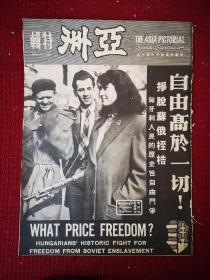 亞洲
特輯
THE ASIA PICTORIAL
自由高於一切！
掙脫蘇俄桎梏
匈牙利人民的歷史性自由鬥爭
WHAT PRICE FREEDOM?
HUNGARIANS' HISTORIC FIGHT FOR
FREEDOM FROM SOVIET ENSLAVEMENT